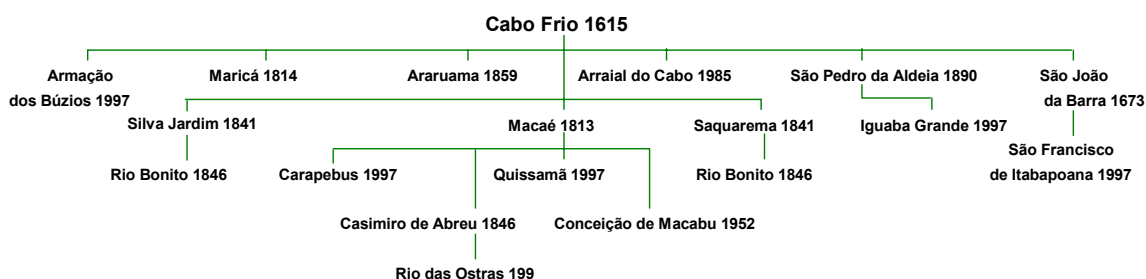 Cabo Frio 1615
Armação
dos Búzios 1997
Maricá 1814
Araruama 1859
Arraial do Cabo 1985
São Pedro da Aldeia 1890
São João
da Barra 1673
Silva Jardim 1841
Macaé 1813
Saquarema 1841
Iguaba Grande 1997
São Francisco
de Itabapoana 1997
Rio Bonito 1846
Carapebus 1997
Quissamã 1997
Rio Bonito 1846
Casimiro de Abreu 1846
Conceição de Macabu 1952
Rio das Ostras 199